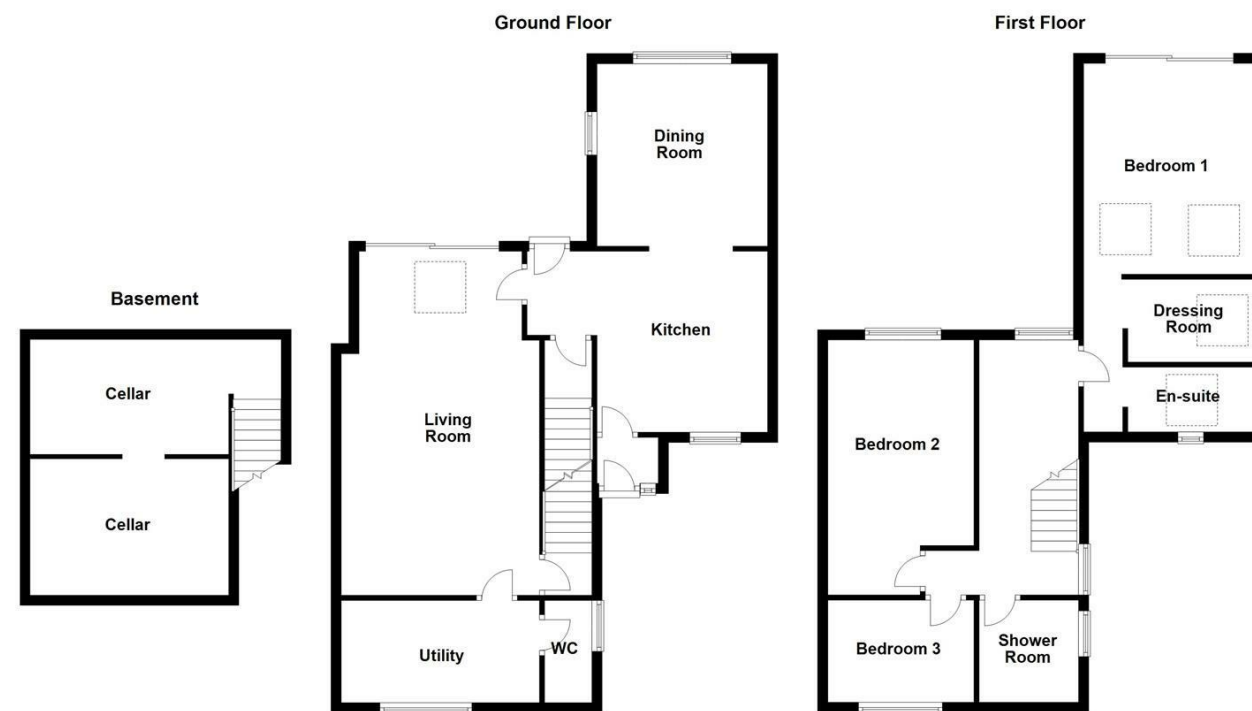 Ground Floor
First Floor
Basement
Cellar
Cellar
Dining
Room
Kitchen
Living
Room
Utility
WC
Bedroom 1
Dressing
Room
En-suite
Bedroom 2
Bedroom 3
Shower
Room